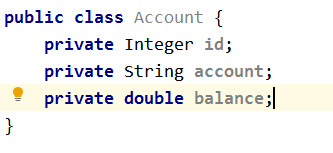 public class Account {
    private Integer id;
    private String account;
    private double balance;
}